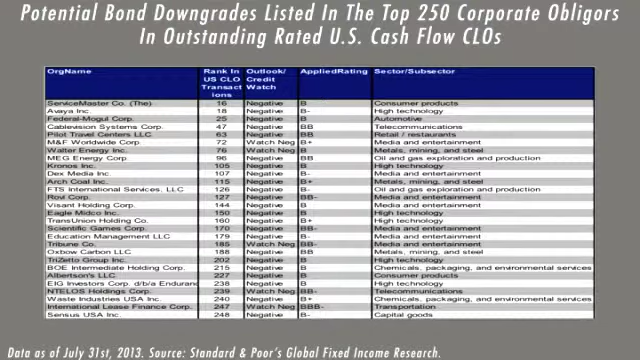 Potential Bond Downgrades Listed In The Top 250 Corporate Obligors
In Outstanding Rated U.S. Cash Flow CLOs
OrgName Rank In US CLO Transactions Outlook/ Credit Watch AppliedRating Sector/Subsector
ServiceMaster Co. (The) 16 Negative B Consumer products
Avaya Inc. 18 Negative B- High technology
Federal-Mogul Corp. 25 Negative B Automotive
Cablevision Systems Corp. 47 Negative BB Telecommunications
Pilot Travel Centers LLC 63 Negative BB Retail / restaurants
M&F Worldwide Corp. 72 Watch Neg B+ Media and entertainment
Walter Energy Inc. 76 Watch Neg B Metals, mining, and steel
MEG Energy Corp. 96 Negative BB Oil and gas exploration and production
Kronos Inc. 105 Negative B High technology
Dex Media Inc. 107 Negative B- Media and entertainment
Arch Coal Inc. 115 Negative B+ Metals, mining, and steel
FTS International Services, LLC 126 Negative B- Oil and gas exploration and production
Rovi Corp. 127 Negative BB- Media and entertainment
Visant Holding Corp. 144 Negative B Media and entertainment
Eagle Midco Inc. 150 Negative B High technology
TransUnion Holding Co. 160 Negative B+ Media and entertainment
Scientific Games Corp. 170 Negative BB- Media and entertainment
Education Management LLC 179 Negative B- Media and entertainment
Tribune Co. 185 Watch Neg BB- Media and entertainment
Oxbow Carbon LLC 188 Negative BB Metals, mining, and steel
TriZetto Group Inc. 202 Negative B High technology
BOE Intermediate Holding Corp. 215 Negative B Chemicals, packaging, and environmental services
Albertson's LLC 227 Negative B Consumer products
EIG Investors Corp. d/b/a Enduranc 238 Negative B High technology
NTELOS Holdings Corp. 239 Watch Neg BB- Telecommunications
Waste Industries USA Inc. 240 Negative B+ Chemicals, packaging, and environmental services
International Lease Finance Corp. 247 Watch Neg BBB- Transportation
Sensus USA Inc. 248 Negative B- Capital goods
Data as of July 31st, 2013. Source: Standard & Poor's Global Fixed Income Research.